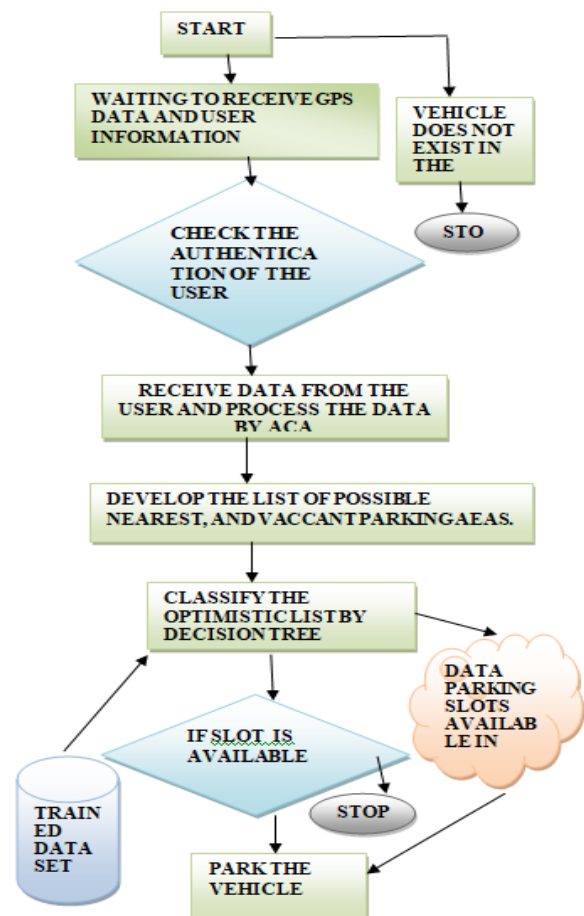 START
WAITING TO RECEIVE GPS
DATA AND USER
INFORMATION
VEHICLE
DOES NOT
EXIST IN
THE
STO
CHECK THE
AUTHENTICA
TION OF THE
USER
RECEIVE DATA FROM THE
USER AND PROCESS THE DATA
BY ACA
DEVELOP THE LIST OF POSSIBLE
NEAREST, AND VACCANT PARKING AEAS.
CLASSIFY THE
OPTIMISTIC LIST BY
DECISION TREE
DATA
PARKING
SLOTS
AVAILAB
LE IN
IF SLOT IS
AVAILABLE
STOP
TRAIN
ED DATA
SET
PARK THE
VEHICLE